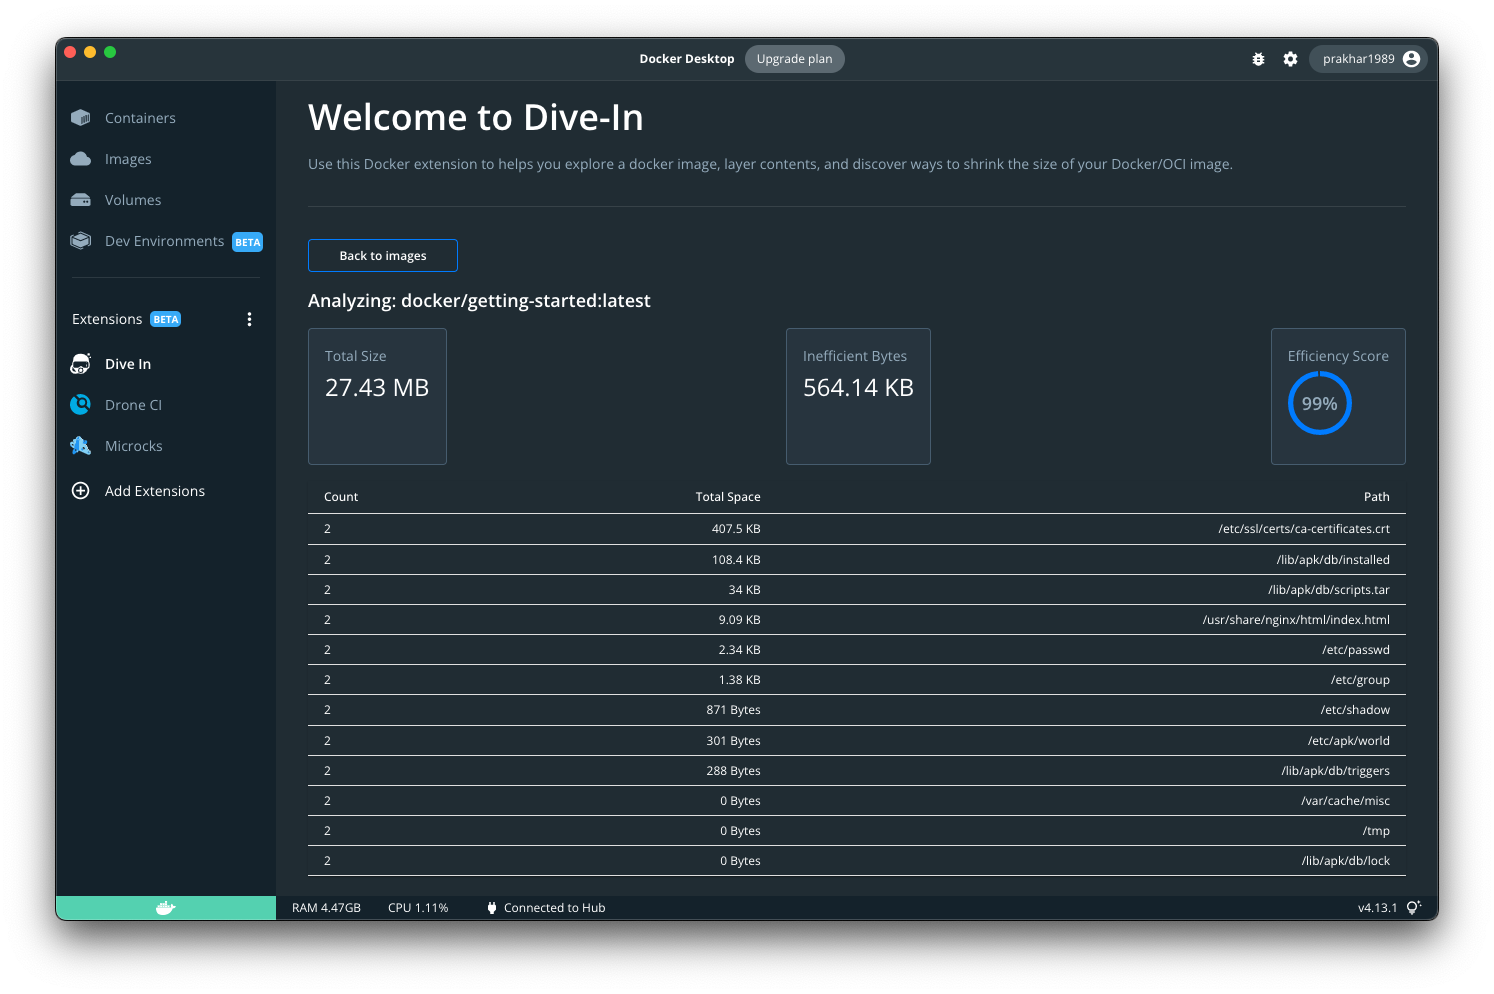 Docker Desktop Upgrade plan prakhar1989
Containers
Images
Volumes
Dev Environments BETA
Extensions BETA
Dive In
Drone CI
Microcks
Add Extensions
Welcome to Dive-In
Use this Docker extension to helps you explore a docker image, layer contents, and discover ways to shrink the size of your Docker/OCI image.
Back to images
Analyzing: docker/getting-started:latest
Total Size
27.43 MB
Inefficient Bytes
564.14 KB
Efficiency Score
99%
Count Total Space Path
2 407.5 KB /etc/ssl/certs/ca-certificates.crt
2 108.4 KB /lib/apk/db/installed
2 34 KB /lib/apk/db/scripts.tar
2 9.09 KB /usr/share/nginx/html/index.html
2 2.34 KB /etc/passwd
2 1.38 KB /etc/group
2 871 Bytes /etc/shadow
2 301 Bytes /etc/apk/world
2 288 Bytes /lib/apk/db/triggers
2 0 Bytes /var/cache/misc
2 0 Bytes /tmp
2 0 Bytes /lib/apk/db/lock
RAM 4.47GB CPU 1.11% Connected to Hub v4.13.1